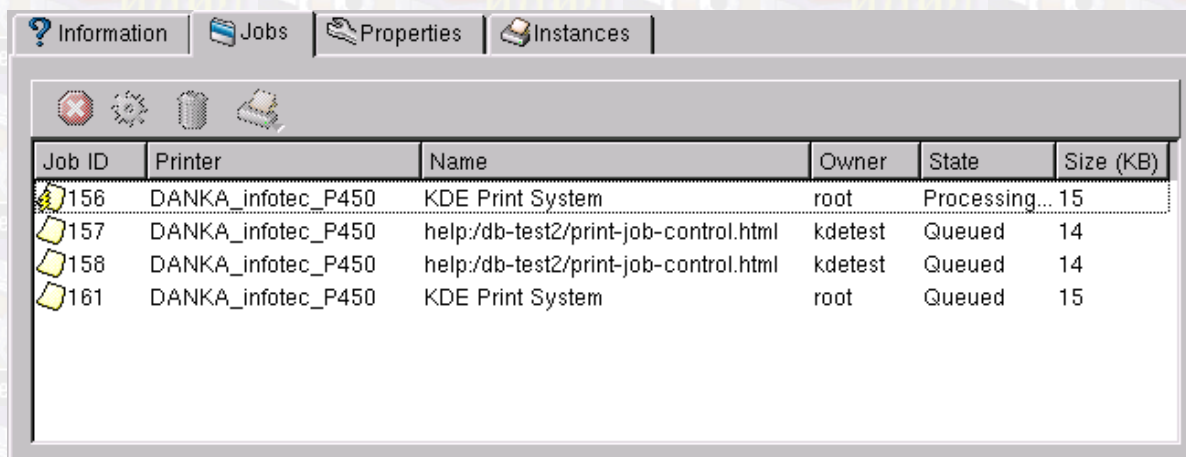 Information Jobs Properties Instances
Job ID Printer Name Owner State Size (KB)
156 DANKA_infotec_P450 KDE Print System root Processing... 15
157 DANKA_infotec_P450 help:/db-test2/print-job-control.html kdetest Queued 14
158 DANKA_infotec_P450 help:/db-test2/print-job-control.html kdetest Queued 14
161 DANKA_infotec_P450 KDE Print System root Queued 15